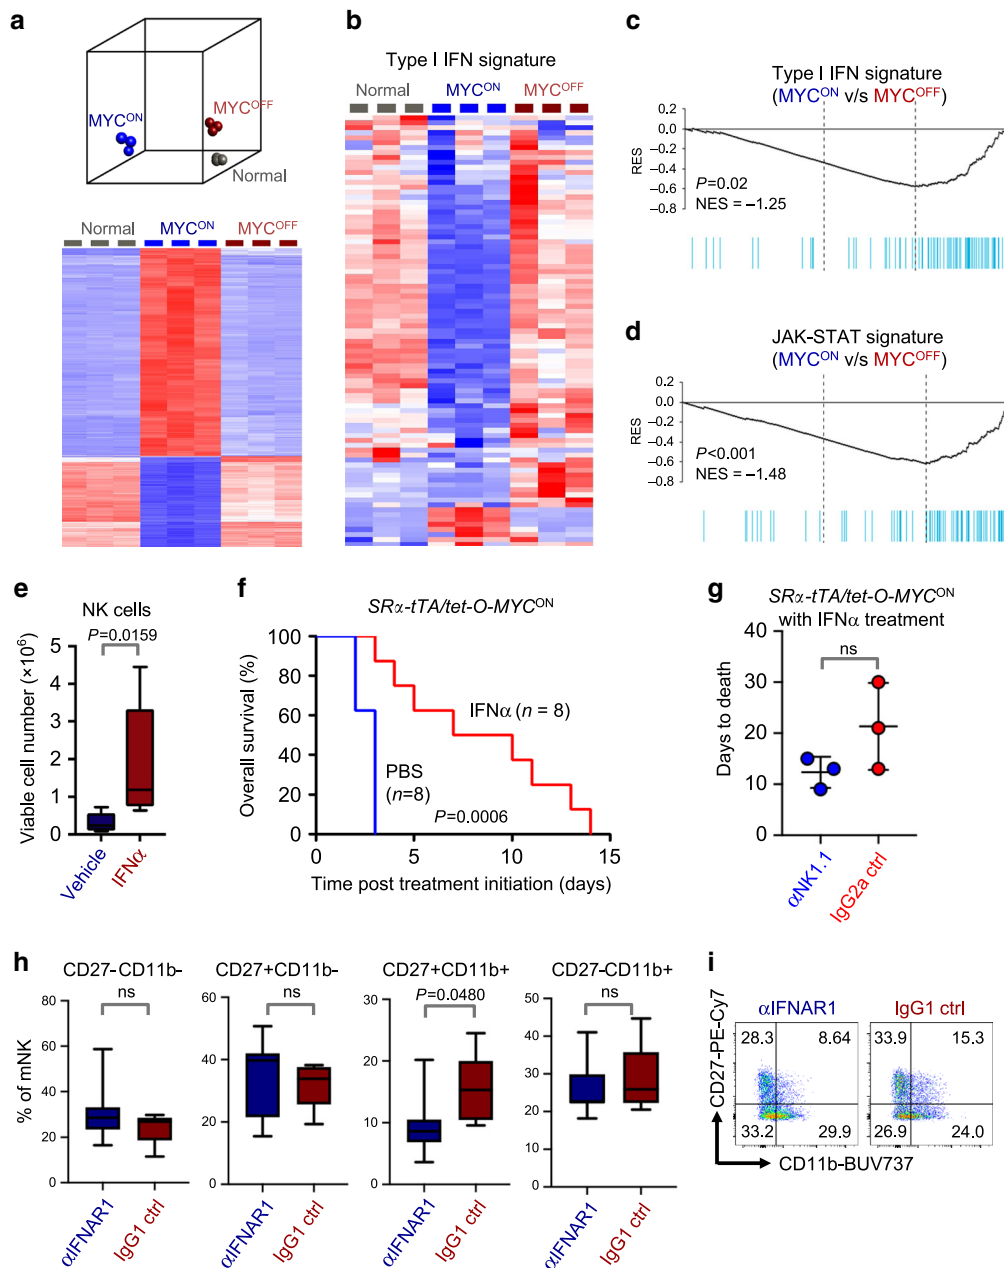 a
MYCON
MYCOFF
Normal
Normal
MYCON
MYCOFF
b
Type I IFN signature
Normal
MYCON
MYCOFF
c
Type I IFN signature
(MYCON v/s MYCOFF)
RES
0.2
0.0
–0.2
–0.4
–0.6
–0.8
P=0.02
NES = –1.25
d
JAK-STAT signature
(MYCON v/s MYCOFF)
RES
0.2
0.0
–0.2
–0.4
–0.6
–0.8
P<0.001
NES = –1.48
e
NK cells
P=0.0159
Viable cell number (×106)
5
4
3
2
1
0
Vehicle
IFNα
f
SRα-tTA/tet-O-MYCON
Overall survival (%)
100
80
60
40
20
0
IFNα (n = 8)
PBS
(n=8)
P=0.0006
0
5
10
15
Time post treatment initiation (days)
g
SRα-tTA/tet-O-MYCON
with IFNα treatment
ns
Days to death
40
30
20
10
0
αNK1.1
IgG2a ctrl
h
% of mNK
CD27-CD11b-
ns
80
60
40
20
0
αIFNAR1
IgG1 ctrl
CD27+CD11b-
ns
60
40
20
0
αIFNAR1
IgG1 ctrl
CD27+CD11b+
P=0.0480
30
20
10
0
αIFNAR1
IgG1 ctrl
CD27-CD11b+
ns
50
40
30
20
10
0
αIFNAR1
IgG1 ctrl
i
αIFNAR1
IgG1 ctrl
CD27-PE-Cy7
28.3
8.64
33.2
29.9
33.9
15.3
26.9
24.0
CD11b-BUV737